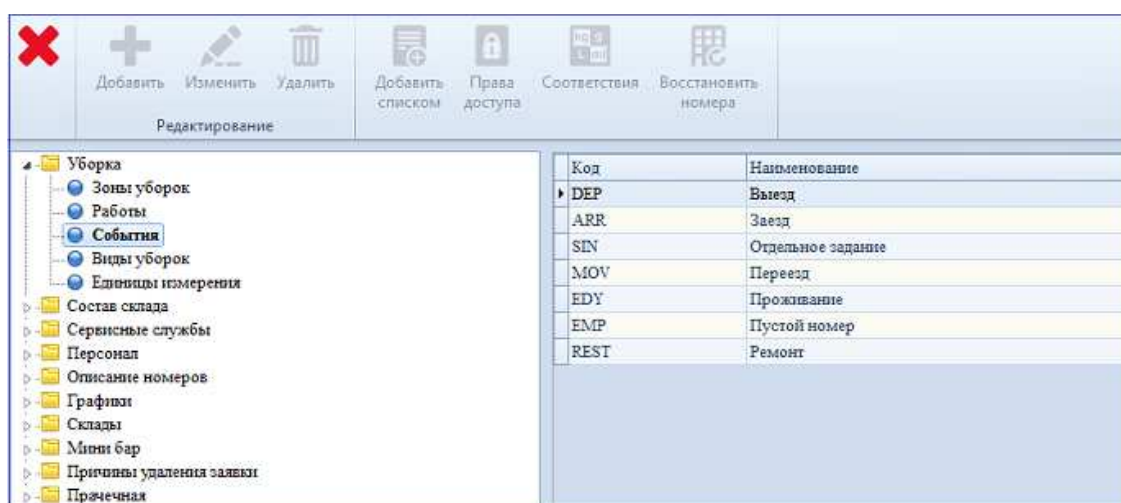 Добавить Изменить Удалить Добавить списком Права доступа Соответствия Восстановить номера
Редактирование
Уборка
Зоны уборок
Работы
События
Виды уборок
Единицы измерения
Состав склада
Сервисные службы
Персонал
Описание номеров
Графики
Склады
Мини бар
Причины удаления заявки
Прачечная
Код Наименование
DEP Выезд
ARR Заезд
SIN Отдельное задание
MOV Переезд
EDY Проживание
EMP Пустой номер
REST Ремонт